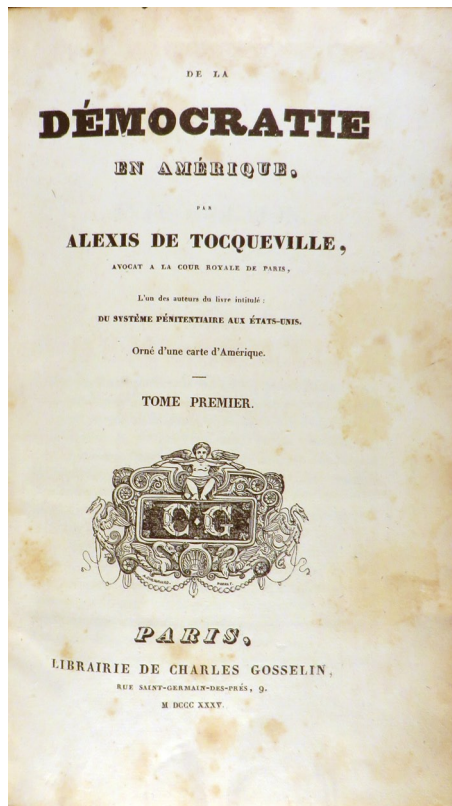 DE LA
DÉMOCRATIE
EN AMÉRIQUE,
PAR
ALEXIS DE TOCQUEVILLE,
AVOCAT A LA COUR ROYALE DE PARIS,
L'un des auteurs du livre intitulé :
DU SYSTÈME PÉNITENTIAIRE AUX ÉTATS-UNIS.
Orné d'une carte d'Amérique.
TOME PREMIER.
C G
PARIS,
LIBRAIRIE DE CHARLES GOSSELIN,
RUE SAINT-GERMAIN-DES-PRÉS, 9.
M DCCC XXXV.